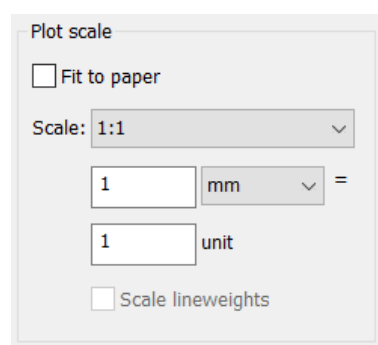 Plot scale
Fit to paper
Scale: 1:1
1 mm =
1 unit
Scale lineweights